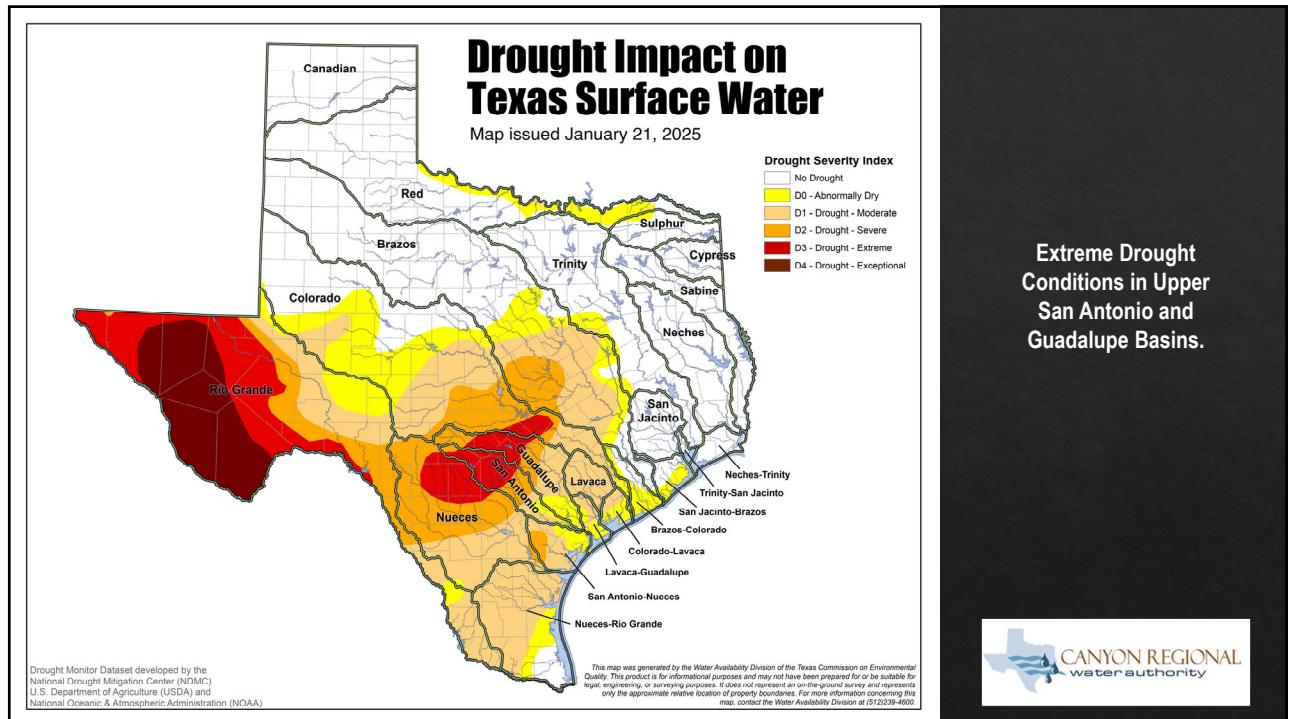 Drought Impact on
Texas Surface Water
Map issued January 21, 2025
Drought Severity Index
No Drought
D0 - Abnormally Dry
D1 - Drought - Moderate
D2 - Drought - Severe
D3 - Drought - Extreme
D4 - Drought - Exceptional
Canadian
Red
Sulphur
Brazos
Cypress
Trinity
Sabine
Colorado
Neches
Rio Grande
San
Jacinto
Guadalupe
San Antonio
Lavaca
Nueces
Neches-Trinity
Trinity-San Jacinto
San Jacinto-Brazos
Brazos-Colorado
Colorado-Lavaca
Lavaca-Guadalupe
San Antonio-Nueces
Nueces-Rio Grande
Drought Monitor Dataset developed by the
National Drought Mitigation Center (NDMC)
U.S. Department of Agriculture (USDA) and
National Oceanic & Atmospheric Administration (NOAA)
This map was generated by the Water Availability Division of the Texas Commission on Environmental
Quality. This product is for informational purposes and may not have been prepared for or be suitable for
legal, engineering, or surveying purposes. It does not represent an on-the-ground survey and represents
only the approximate relative location of property boundaries. For more information concerning this
map, contact the Water Availability Division at (512)239-4600.
Extreme Drought
Conditions in Upper
San Antonio and
Guadalupe Basins.
CANYON REGIONAL
water authority